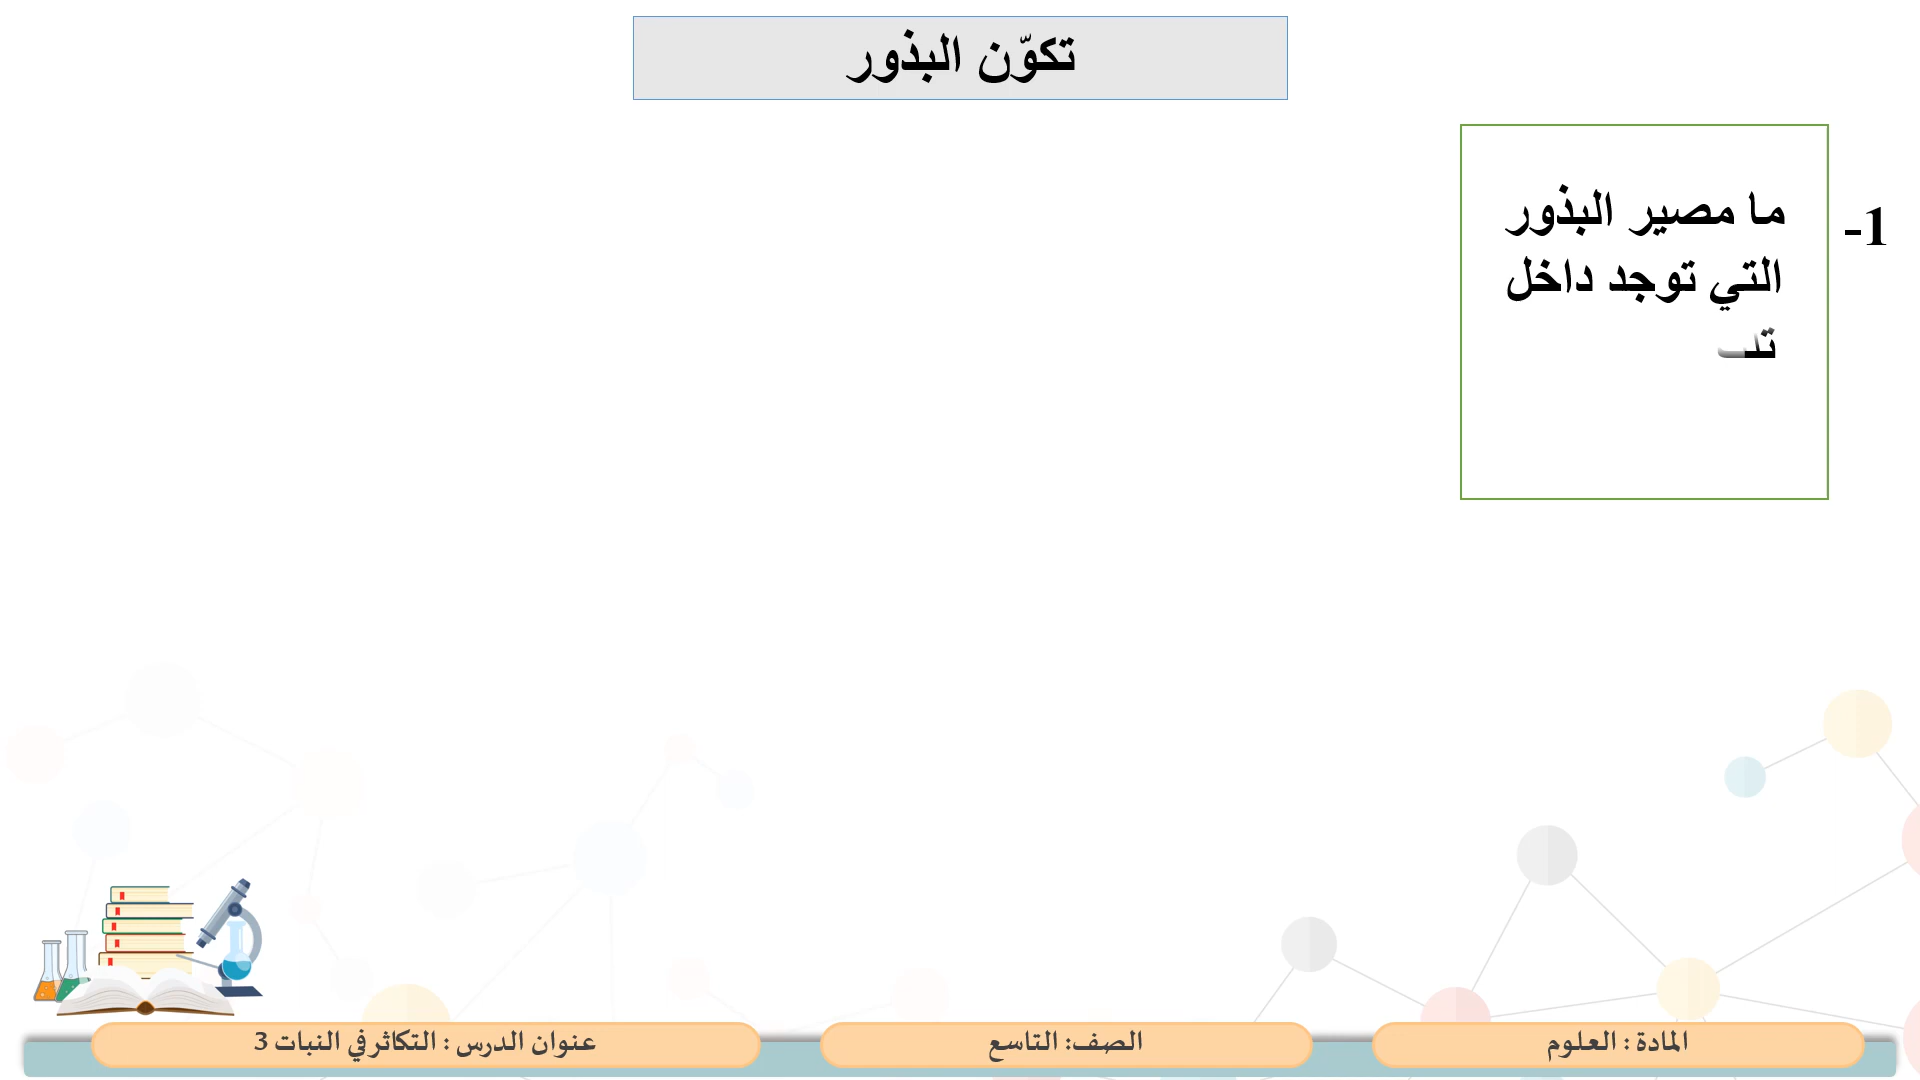 تكوّن البذور
1-
ما مصير البذور
التي توجد داخل
المادة : العلوم
الصف: التاسع
عنوان الدرس : التكاثر في النبات 3